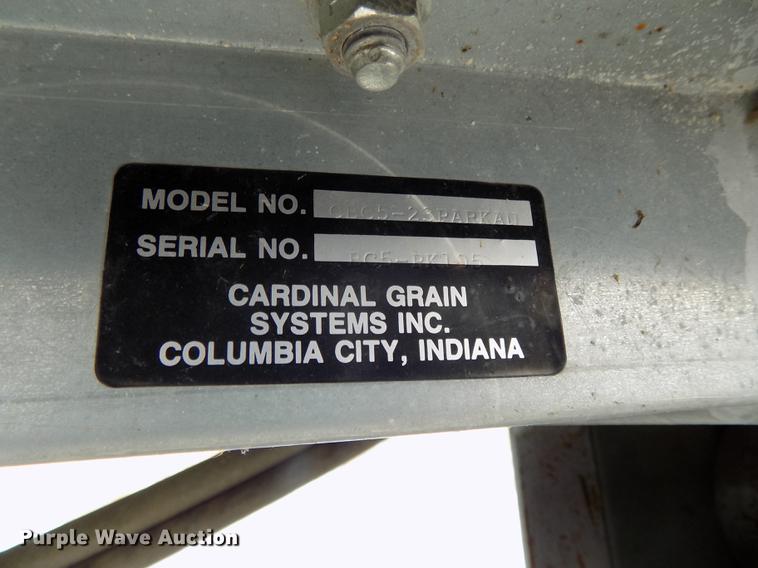 MODEL NO.
SERIAL NO.
CARDINAL GRAIN
SYSTEMS INC.
COLUMBIA CITY, INDIANA
Purple Wave Auction